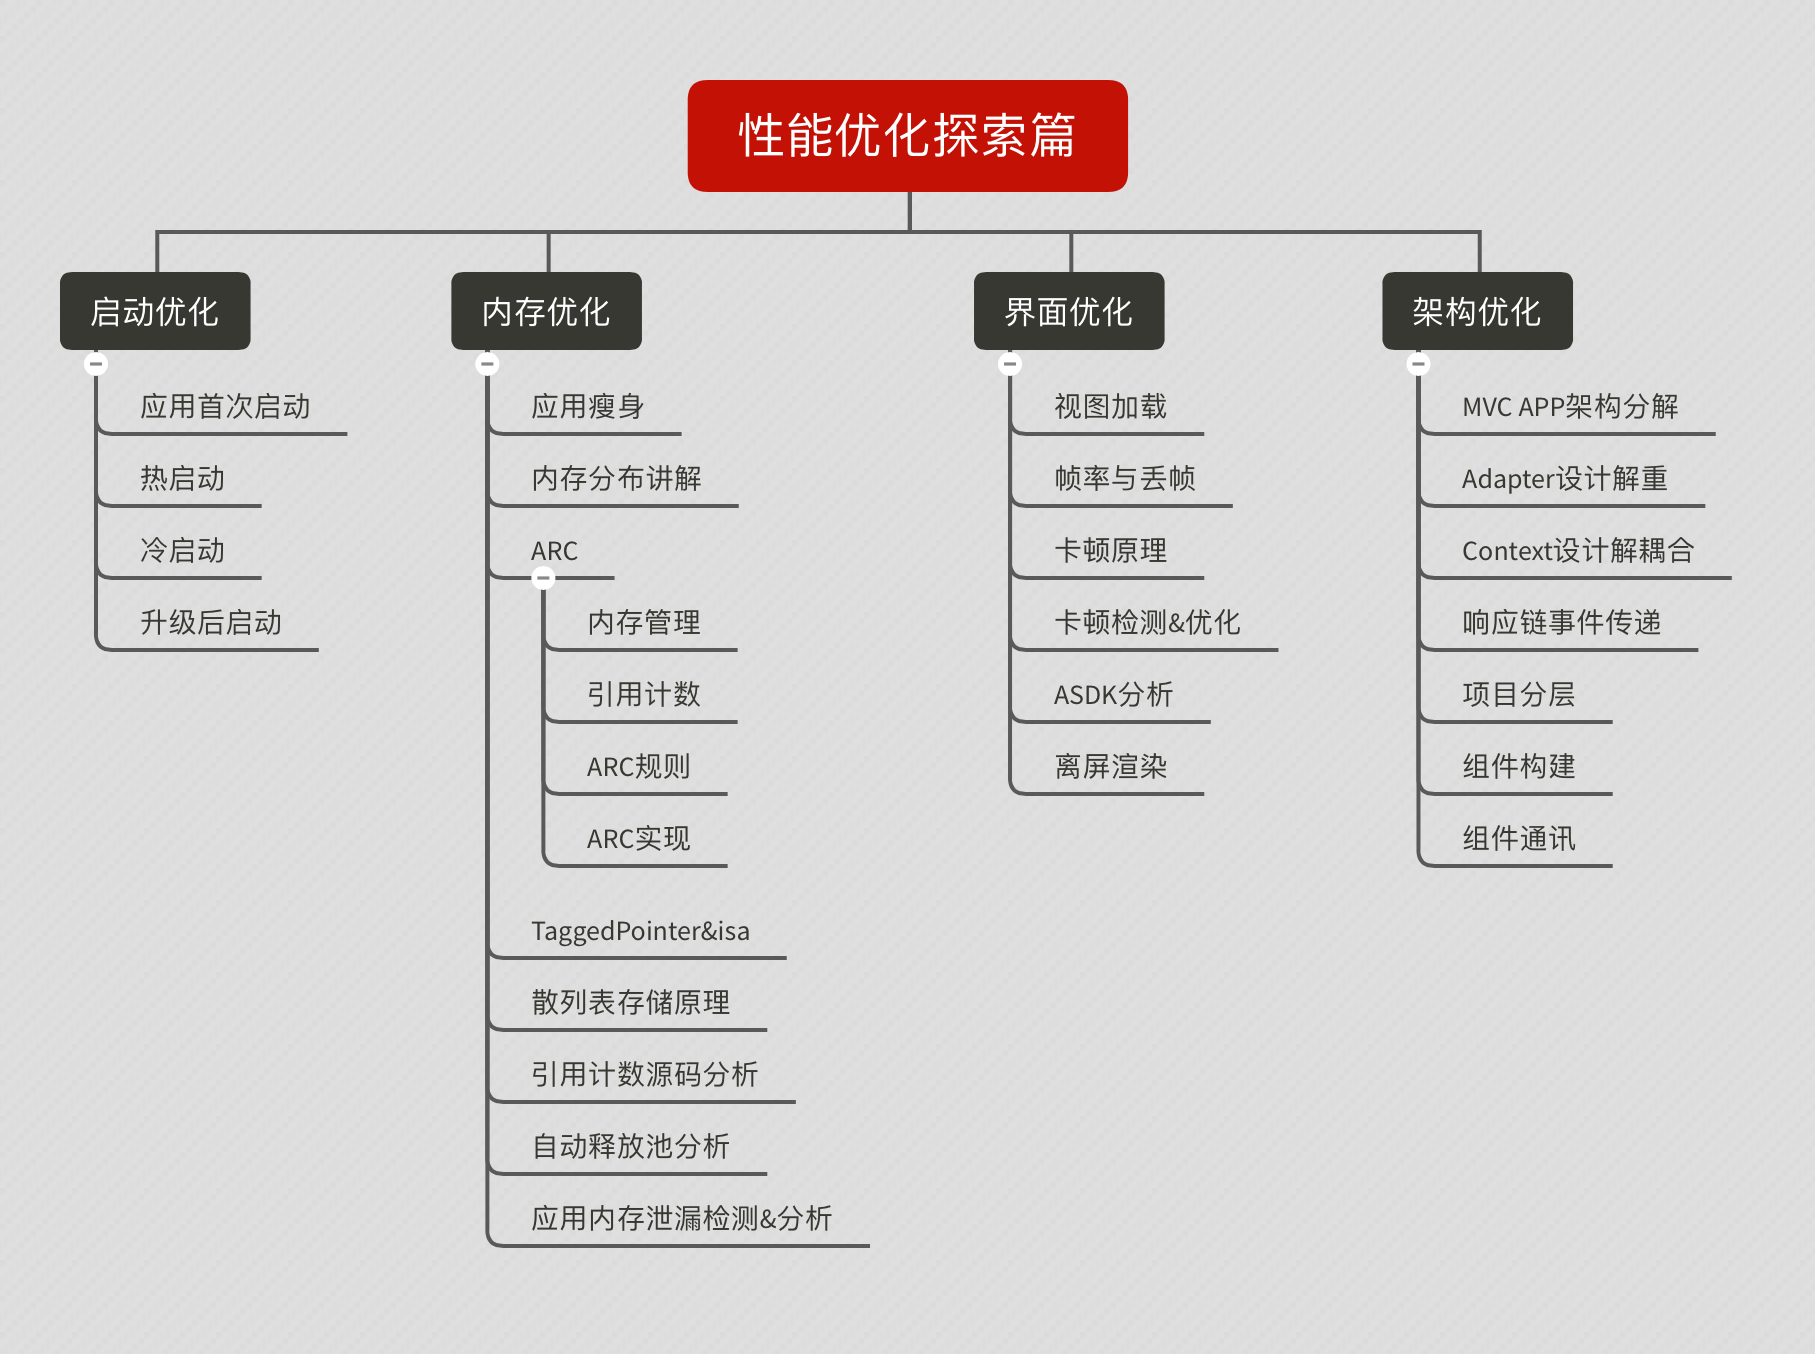 性能优化探索篇
启动优化
应用首次启动
热启动
冷启动
升级后启动
内存优化
应用瘦身
内存分布讲解
ARC
内存管理
引用计数
ARC规则
ARC实现
TaggedPointer&isa
散列表存储原理
引用计数源码分析
自动释放池分析
应用内存泄漏检测&分析
界面优化
视图加载
帧率与丢帧
卡顿原理
卡顿检测&优化
ASDK分析
离屏渲染
架构优化
MVC APP架构分解
Adapter设计解重
Context设计解耦合
响应链事件传递
项目分层
组件构建
组件通讯